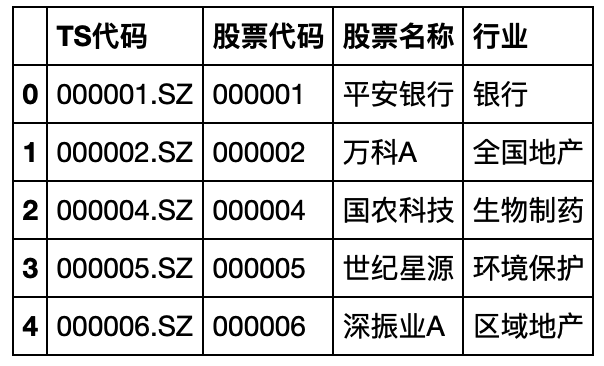 TS代码 股票代码 股票名称 行业
0 000001.SZ 000001 平安银行 银行
1 000002.SZ 000002 万科A 全国地产
2 000004.SZ 000004 国农科技 生物制药
3 000005.SZ 000005 世纪星源 环境保护
4 000006.SZ 000006 深振业A 区域地产